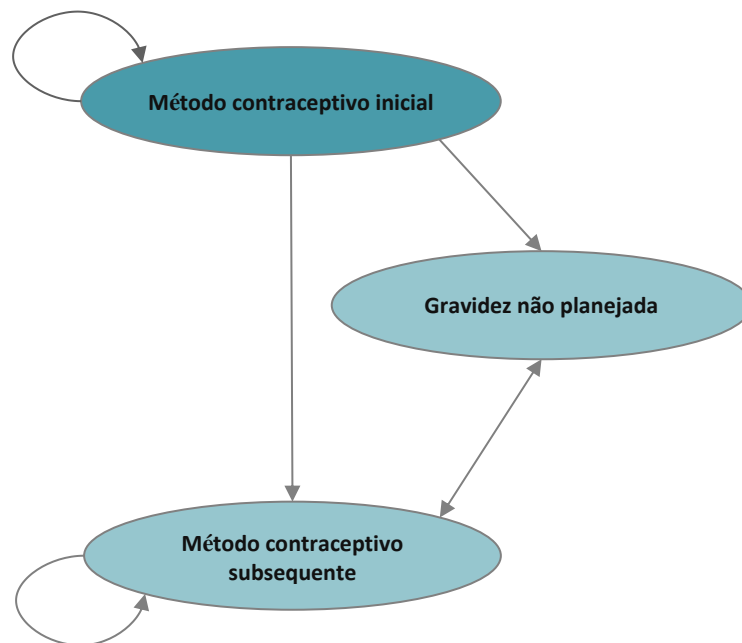 Método contraceptivo inicial
Gravidez não planejada
Método contraceptivo
subsequente